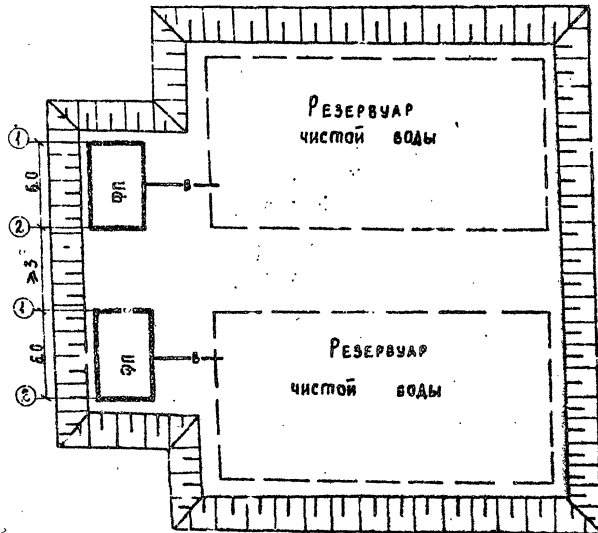 РЕЗЕРВУАР
чистой воды
1
6.0
ФП
В
2
≥3
1
РЕЗЕРВУАР
чистой воды
6.0
ФП
В
2